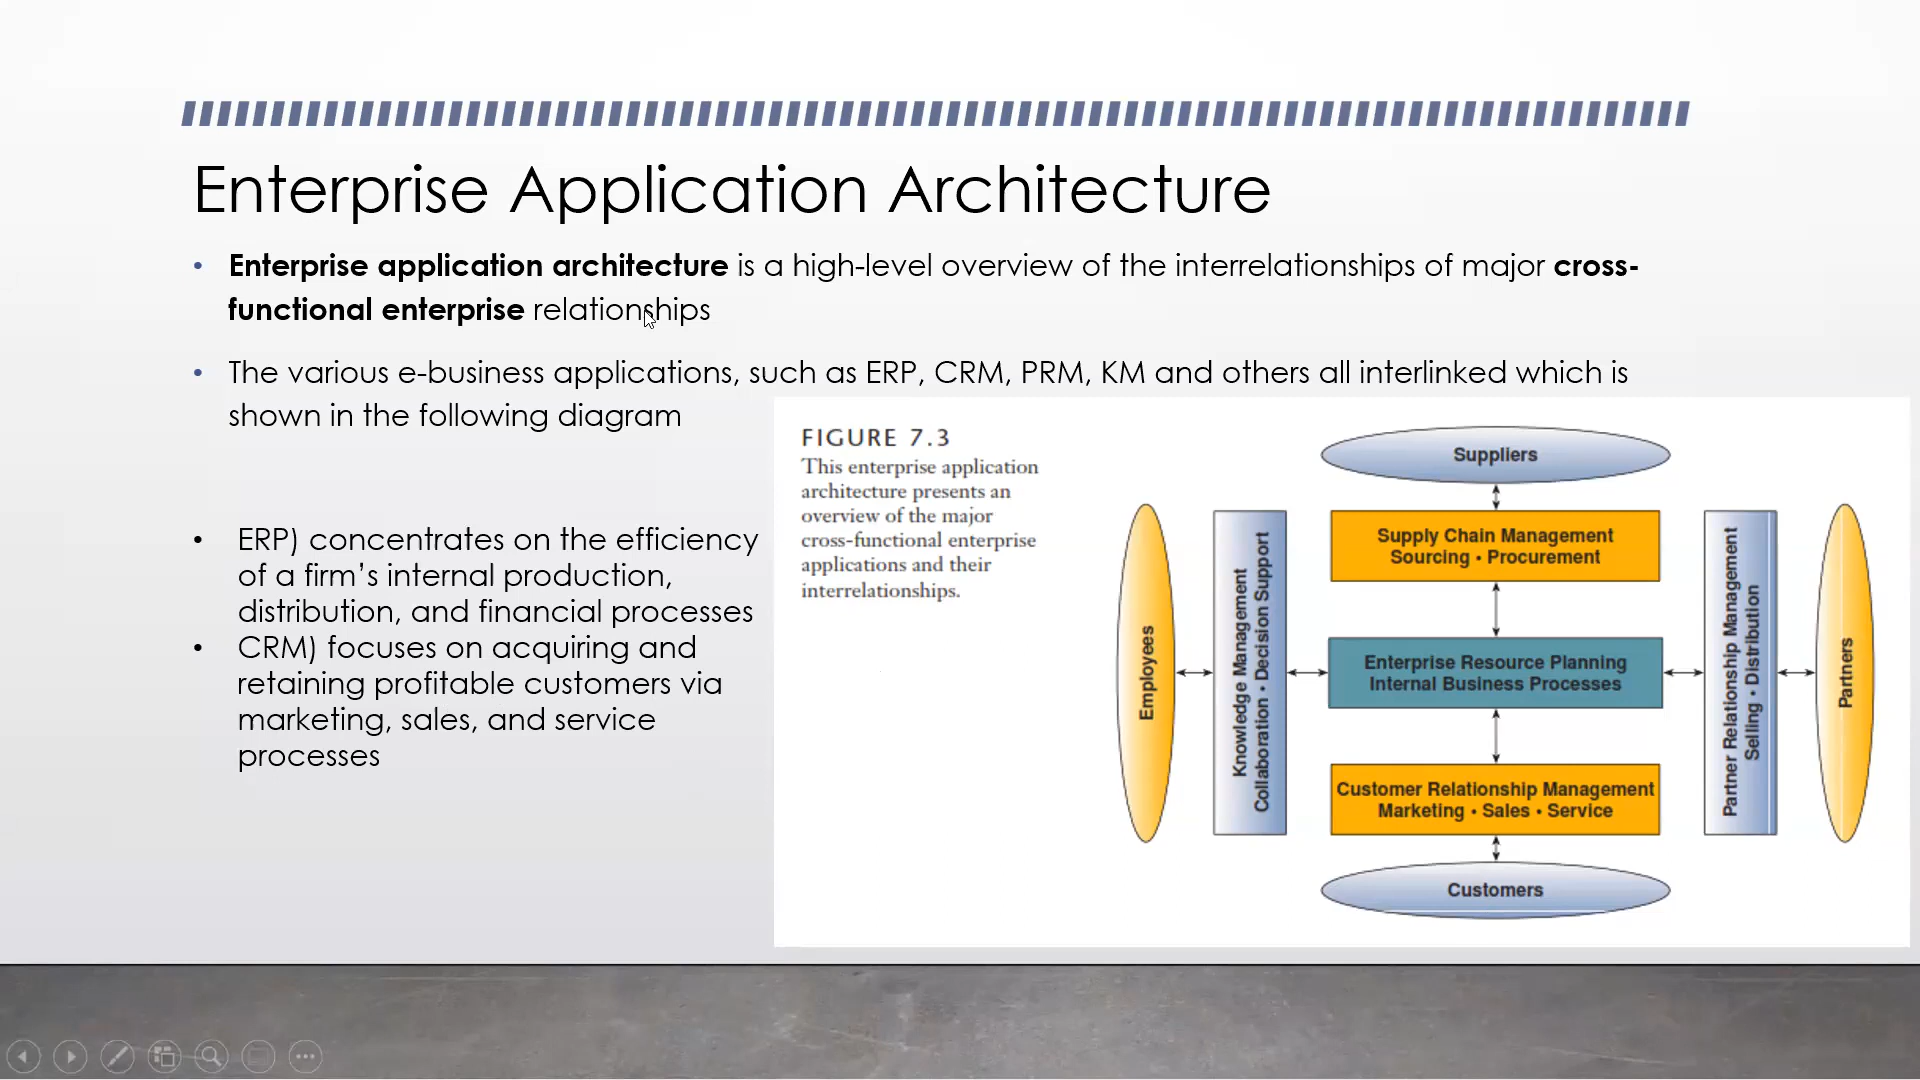 Enterprise Application Architecture
• Enterprise application architecture is a high-level overview of the interrelationships of major cross-
functional enterprise relationships
• The various e-business applications, such as ERP, CRM, PRM, KM and others all interlinked which is
shown in the following diagram
• ERP) concentrates on the efficiency
of a firm’s internal production,
distribution, and financial processes
• CRM) focuses on acquiring and
retaining profitable customers via
marketing, sales, and service
processes
FIGURE 7.3
This enterprise application
architecture presents an
overview of the major
cross-functional enterprise
applications and their
interrelationships.
Suppliers
Employees
Knowledge Management
Collaboration • Decision Support
Supply Chain Management
Sourcing • Procurement
Enterprise Resource Planning
Internal Business Processes
Customer Relationship Management
Marketing • Sales • Service
Partner Relationship Management
Selling • Distribution
Partners
Customers